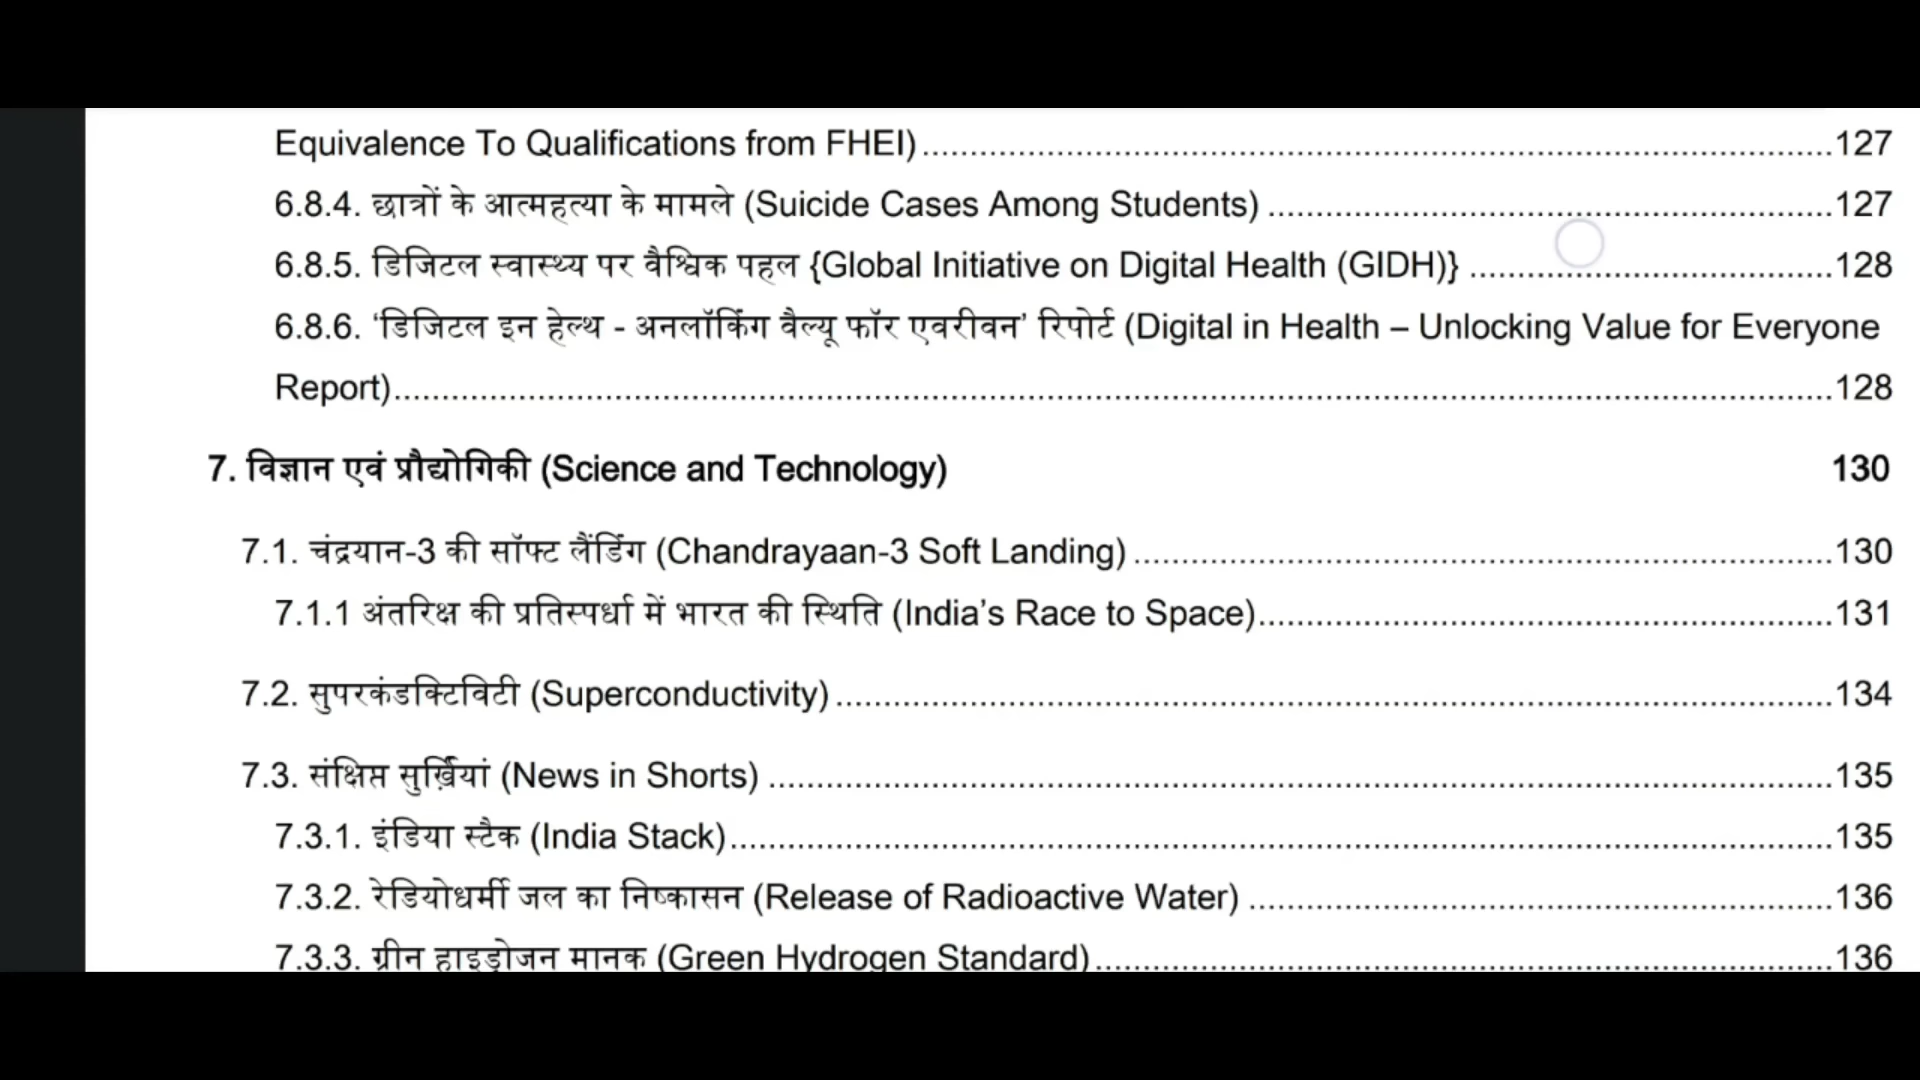 Equivalence To Qualifications from FHEI)....................127
6.8.4. छात्रों के आत्महत्या के मामले (Suicide Cases Among Students) ....................127
6.8.5. डिजिटल स्वास्थ्य पर वैश्विक पहल {Global Initiative on Digital Health (GIDH)} ....................128
6.8.6. ‘डिजिटल इन हेल्थ - अनलॉकिंग वैल्यू फॉर एवरीवन’ रिपोर्ट (Digital in Health – Unlocking Value for Everyone
Report)....................128
7. विज्ञान एवं प्रौद्योगिकी (Science and Technology) 130
7.1. चंद्रयान-3 की सॉफ्ट लैंडिंग (Chandrayaan-3 Soft Landing) ....................130
7.1.1 अंतरिक्ष की प्रतिस्पर्धा में भारत की स्थिति (India’s Race to Space)....................131
7.2. सुपरकंडक्टिविटी (Superconductivity) ....................134
7.3. संक्षिप्त सुर्ख़ियां (News in Shorts) ....................135
7.3.1. इंडिया स्टैक (India Stack)....................135
7.3.2. रेडियोधर्मी जल का निष्कासन (Release of Radioactive Water) ....................136
7.3.3. ग्रीन हाइड्रोजन मानक (Green Hydrogen Standard)....................136